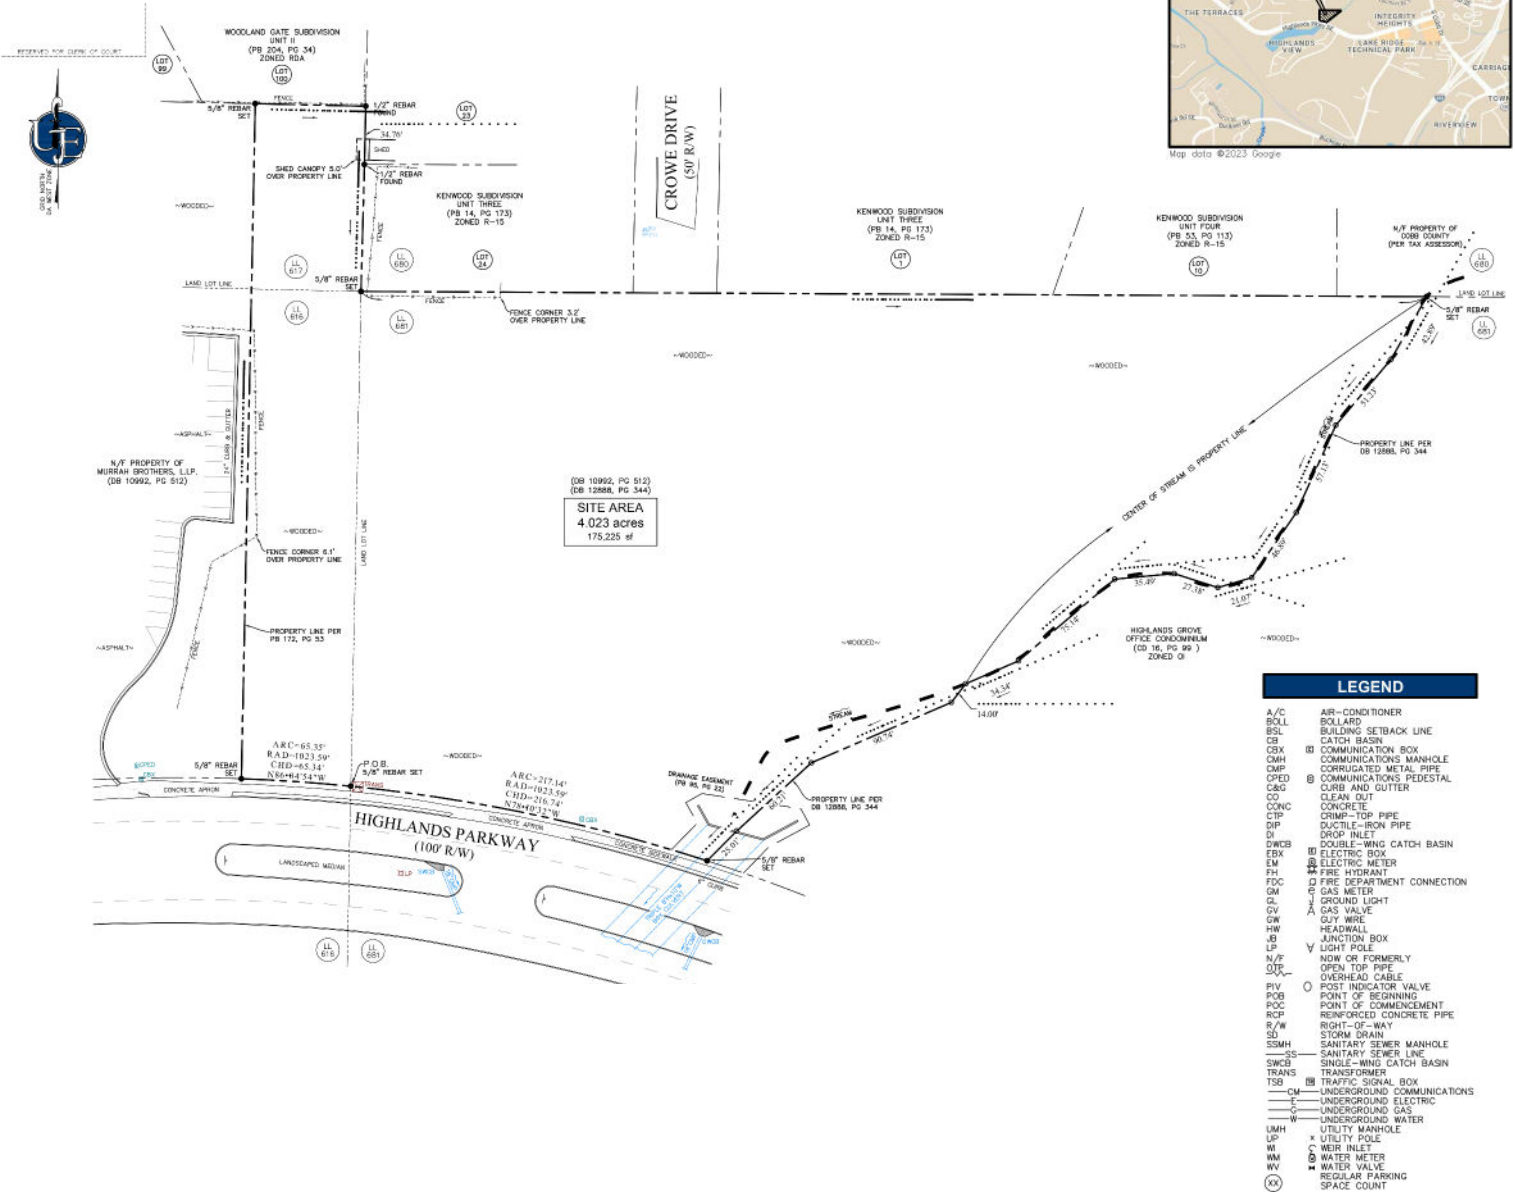 RESERVED FOR CLERK OF COURT
GRID NORTH
GA WEST ZONE
WOODLAND GATE SUBDIVISION
UNIT II
(PB 204, PG 34)
ZONED RDA
LOT
99
LOT
100
FENCE
5/8" REBAR
SET
1/2" REBAR
FOUND
LOT
23
34.76'
SHED
SHED CANOPY 5.0'
OVER PROPERTY LINE
1/2" REBAR
FOUND
~WOODED~
KENWOOD SUBDIVISION
UNIT THREE
(PB 14, PG 173)
ZONED R-15
LOT
24
FENCE
CROWE DRIVE
(50' R/W)
KENWOOD SUBDIVISION
UNIT THREE
(PB 14, PG 173)
ZONED R-15
LOT
1
KENWOOD SUBDIVISION
UNIT FOUR
(PB 53, PG 113)
ZONED R-15
LOT
10
N/F PROPERTY OF
COBB COUNTY
(PER TAX ASSESSOR)
LL
680
LAND LOT LINE
5/8" REBAR
SET
LL
681
THE TERRACES
INTEGRITY
HEIGHTS
HIGHLANDS
VIEW
LAKE RIDGE
TECHNICAL PARK
CARRIAG
TOWN
RIVERVIEW
Map data ©2023 Google
LL
617
LL
680
5/8" REBAR
SET
LAND LOT LINE
LL
616
LL
681
FENCE
FENCE CORNER 3.2'
OVER PROPERTY LINE
~WOODED~
~WOODED~
42.89'
51.23'
STREAM
PROPERTY LINE PER
DB 12888, PG 344
57.13'
46.89'
CENTER OF STREAM IS PROPERTY LINE
~ASPHALT~
24" CURB & GUTTER
FENCE
N/F PROPERTY OF
MURRAH BROTHERS, L.L.P.
(DB 10992, PG 512)
(DB 10992, PG 512)
(DB 12888, PG 344)
SITE AREA
4.023 acres
175,225 sf
~WOODED~
FENCE CORNER 6.1'
OVER PROPERTY LINE
LAND LOT LINE
35.49'
27.38'
21.07'
75.14'
PROPERTY LINE PER
PB 172, PG 53
FENCE
~ASPHALT~
~WOODED~
HIGHLANDS GROVE
OFFICE CONDOMINIUM
(CD 16, PG 99 )
ZONED OI
~WOODED~
34.34'
14.00'
STREAM
90.74'
ARC=65.35'
RAD=1023.59'
CHD=65.34'
N86°04'54"W
5/8" REBAR
SET
P.O.B.
5/8" REBAR SET
TRANS
CPED
CBX
~WOODED~
ARC=217.14'
RAD=1023.59'
CHD=216.74'
N78°10'32"W
DRAINAGE EASEMENT
(PB 95, PG 22)
60.27'
PROPERTY LINE PER
DB 12888, PG 344
25.01'
5/8" REBAR
SET
CONCRETE APRON
CONCRETE APRON
CBX
CONCRETE SIDEWALK
6" CURB
HIGHLANDS PARKWAY
(100' R/W)
LANDSCAPED MEDIAN
LP
SWCB
DWCB
LL
616
LL
681
LEGEND
A/C AIR-CONDITIONER
BOLL BOLLARD
BSL BUILDING SETBACK LINE
CB CATCH BASIN
CBX COMMUNICATION BOX
CMH COMMUNICATIONS MANHOLE
CMP CORRUGATED METAL PIPE
CPED COMMUNICATIONS PEDESTAL
C&G CURB AND GUTTER
CO CLEAN OUT
CONC CONCRETE
CTP CRIMP-TOP PIPE
DIP DUCTILE-IRON PIPE
DI DROP INLET
DWCB DOUBLE-WING CATCH BASIN
EBX ELECTRIC BOX
EM ELECTRIC METER
FH FIRE HYDRANT
FDC FIRE DEPARTMENT CONNECTION
GM GAS METER
GL GROUND LIGHT
GV GAS VALVE
GW GUY WIRE
HW HEADWALL
JB JUNCTION BOX
LP LIGHT POLE
N/F NOW OR FORMERLY
OTP OPEN TOP PIPE
OVERHEAD CABLE
PIV POST INDICATOR VALVE
POB POINT OF BEGINNING
POC POINT OF COMMENCEMENT
RCP REINFORCED CONCRETE PIPE
R/W RIGHT-OF-WAY
SD STORM DRAIN
SSMH SANITARY SEWER MANHOLE
SS SANITARY SEWER LINE
SWCB SINGLE-WING CATCH BASIN
TRANS TRANSFORMER
TSB TRAFFIC SIGNAL BOX
CM UNDERGROUND COMMUNICATIONS
E UNDERGROUND ELECTRIC
G UNDERGROUND GAS
W UNDERGROUND WATER
UMH UTILITY MANHOLE
UP UTILITY POLE
WI WEIR INLET
WM WATER METER
WV WATER VALVE
XX REGULAR PARKING
SPACE COUNT